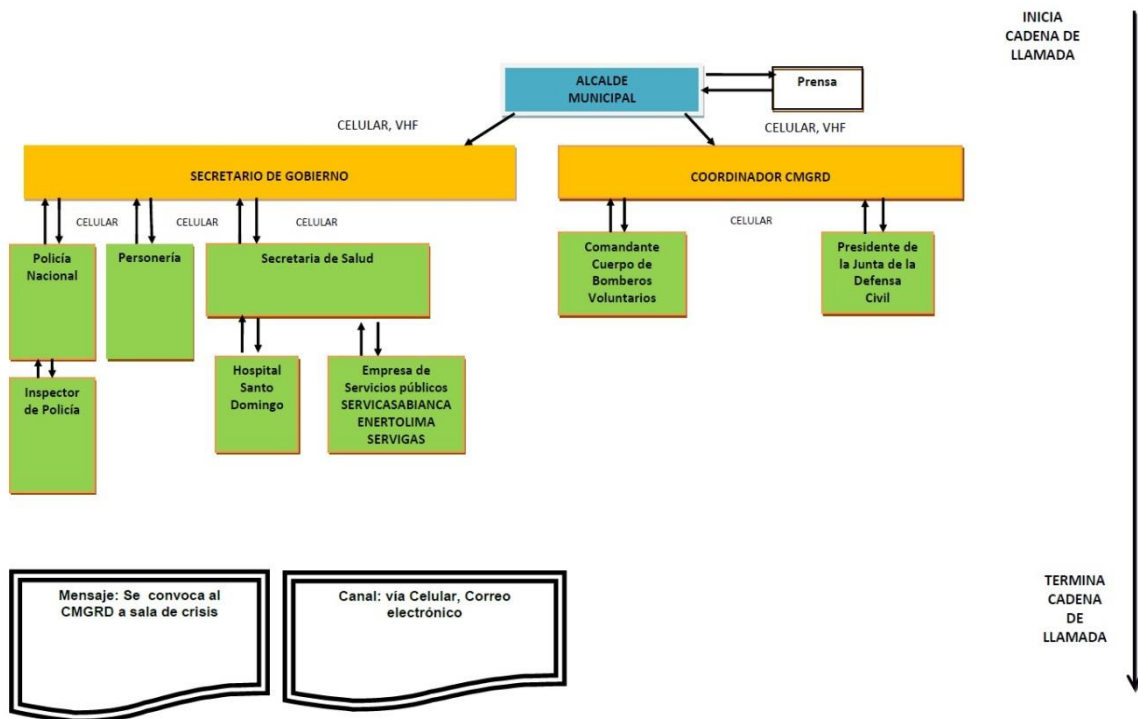 INICIA
CADENA DE
LLAMADA
ALCALDE
MUNICIPAL
Prensa
CELULAR, VHF
CELULAR, VHF
SECRETARIO DE GOBIERNO
COORDINADOR CMGRD
CELULAR
CELULAR
CELULAR
CELULAR
Policía
Nacional
Personería
Secretaria de Salud
Comandante
Cuerpo de
Bomberos
Voluntarios
Presidente de
la Junta de la
Defensa
Civil
Inspector
de Policía
Hospital
Santo
Domingo
Empresa de
Servicios públicos
SERVICASABIANCA
ENERTOLIMA
SERVIGAS
Mensaje: Se convoca al
CMGRD a sala de crisis
Canal: vía Celular, Correo
electrónico
TERMINA
CADENA
DE
LLAMADA